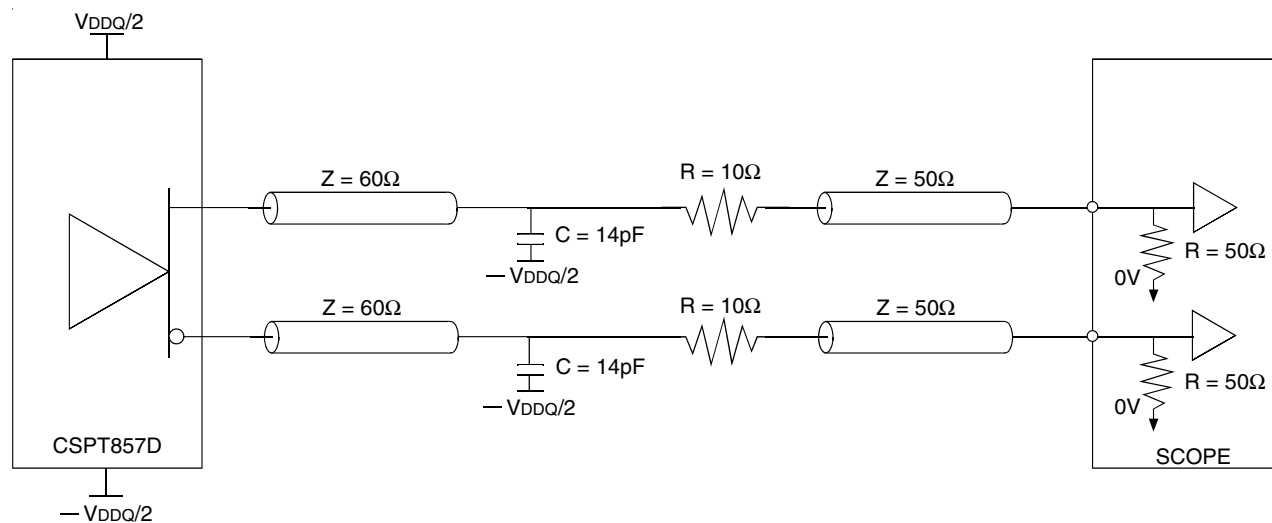 VDDQ/2
Z = 60Ω
R = 10Ω
Z = 50Ω
C = 14pF
R = 50Ω
— VDDQ/2
0V
Z = 60Ω
R = 10Ω
Z = 50Ω
C = 14pF
R = 50Ω
— VDDQ/2
0V
CSPT857D
SCOPE
— VDDQ/2